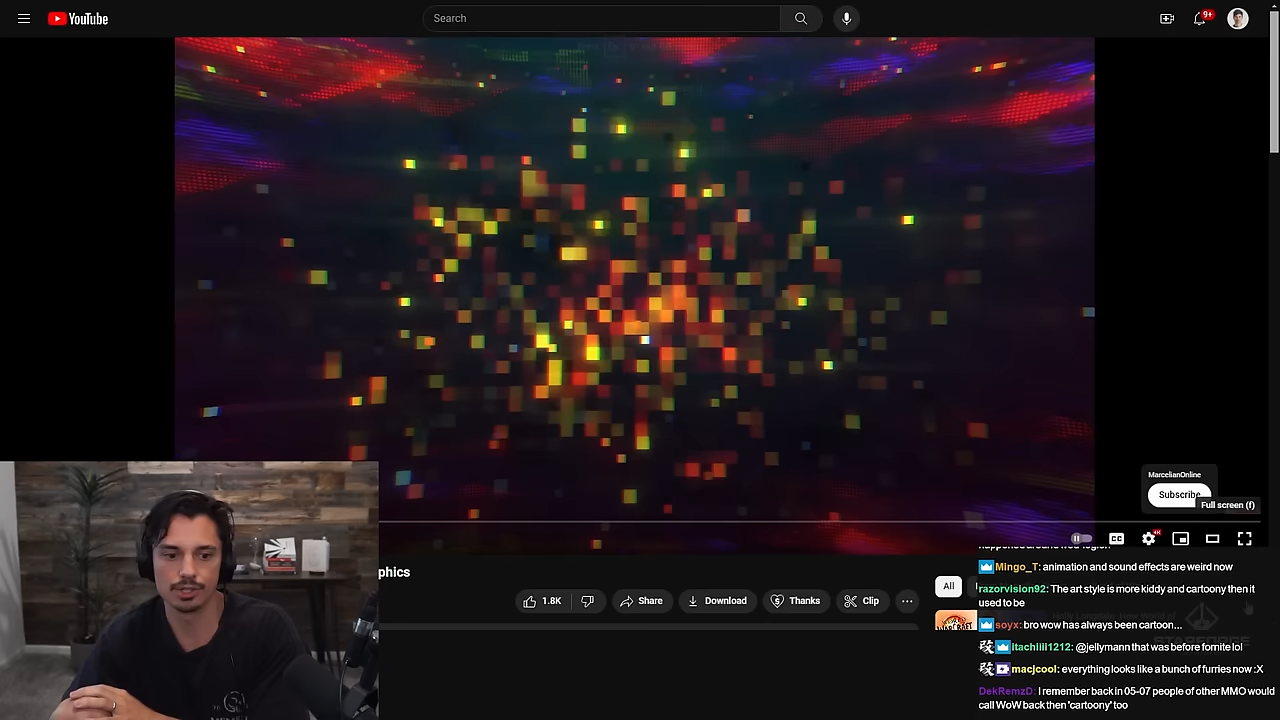 YouTube
Search
9+
MarcelianOnline
Subscribe
Full screen (f)
CC
phics
1.8K
Share
Download
Thanks
Clip
All
Mingo_T: animation and sound effects are weird now
razorvision92: The art style is more kiddy and cartoony then it
used to be
soyx: bro wow has always been cartoon...
itachiiii1212: @jellymann that was before fornite lol
macjcool: everything looks like a bunch of furries now :X
DekRemzD: I remember back in 05-07 people of other MMO would
call WoW back then 'cartoony' too